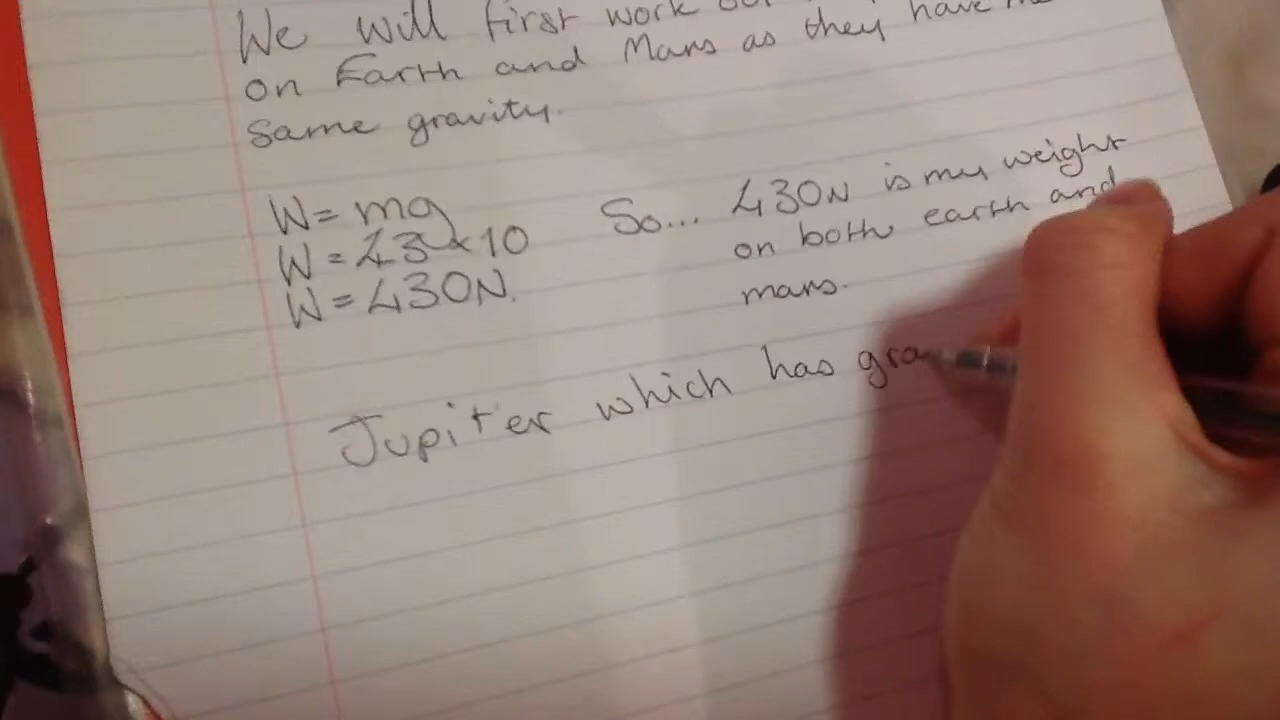 We will first work
on Earth and Mars as they have
same gravity.
W = mg
W = 43 x 10
W = 430N.
So... 430N is my weight
on both earth and
mars.
Jupiter which has gra